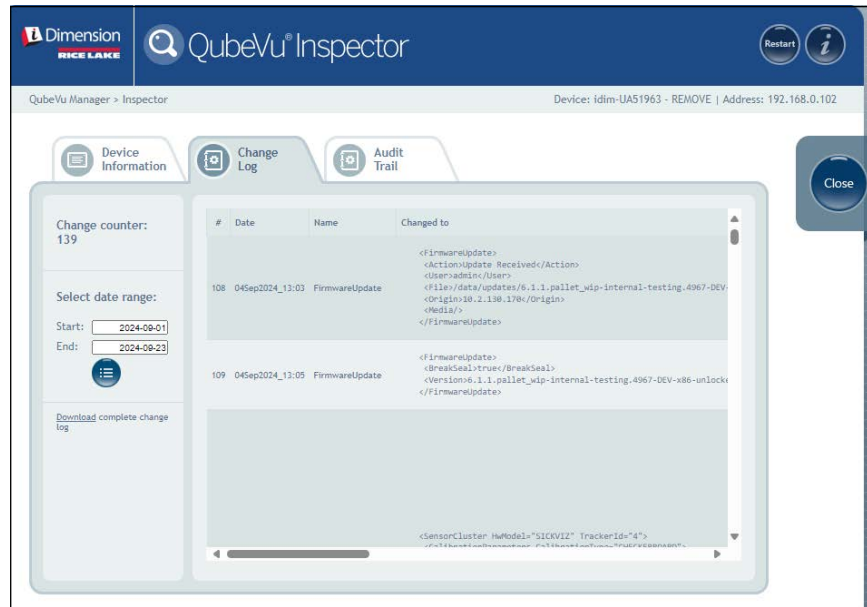 iDimension
RICE LAKE
QubeVu® Inspector
Restart
i
QubeVu Manager > Inspector
Device: idim-UA51963 - REMOVE | Address: 192.168.0.102
Device
Information
Change
Log
Audit
Trail
Close
Change counter:
139
Select date range:
Start: 2024-09-01
End: 2024-09-23
Download complete change
log
# Date Name Changed to
108 04Sep2024_13:03 FirmwareUpdate
<FirmwareUpdate>
<Action>Update Received</Action>
<User>admin</User>
<File>/data/updates/6.1.1.pallet_wip-internal-testing.4967-DEV-
<Origin>10.2.130.170</Origin>
<Media/>
</FirmwareUpdate>
109 04Sep2024_13:05 FirmwareUpdate
<FirmwareUpdate>
<BreakSeal>true</BreakSeal>
<Version>6.1.1.pallet_wip-internal-testing.4967-DEV-x86-unlocke
</FirmwareUpdate>
<SensorCluster HwModel="SICKVIZ" TrackerId="4">
<CalibrationParameters CalibrationType="CHECKERBOARD">